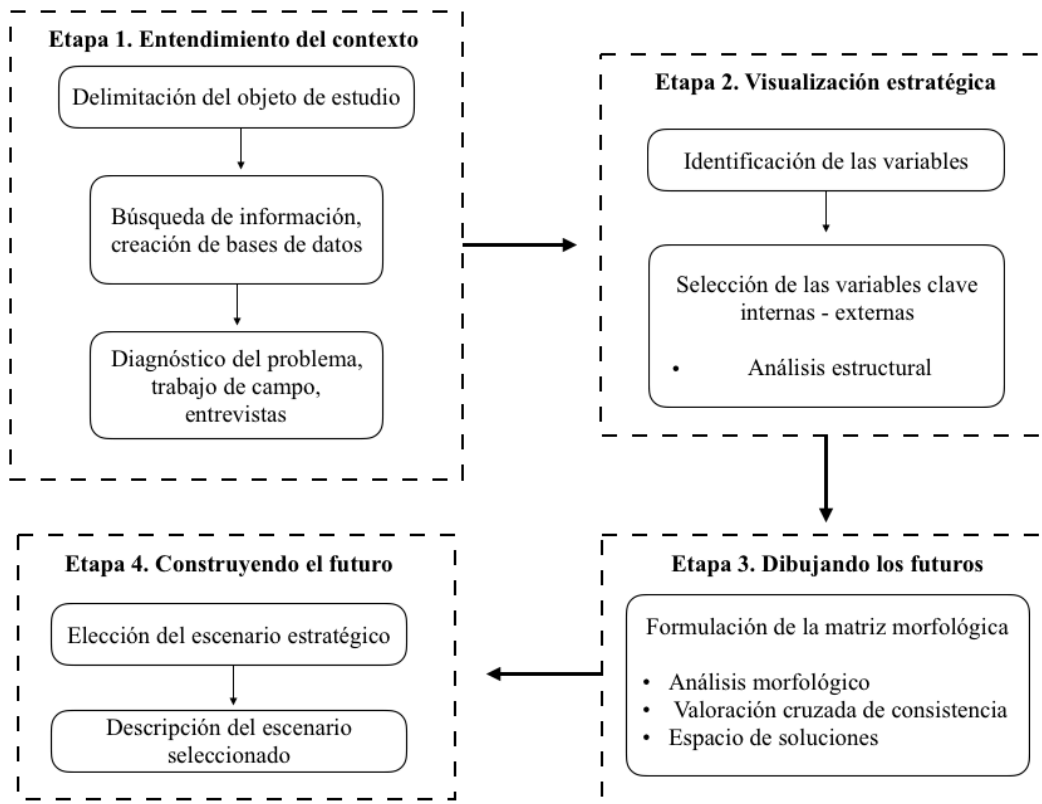 Etapa 1. Entendimiento del contexto
Delimitación del objeto de estudio
Búsqueda de información,
creación de bases de datos
Diagnóstico del problema,
trabajo de campo,
entrevistas
Etapa 2. Visualización estratégica
Identificación de las variables
Selección de las variables clave
internas - externas
• Análisis estructural
Etapa 3. Dibujando los futuros
Formulación de la matriz morfológica
• Análisis morfológico
• Valoración cruzada de consistencia
• Espacio de soluciones
Etapa 4. Construyendo el futuro
Elección del escenario estratégico
Descripción del escenario
seleccionado